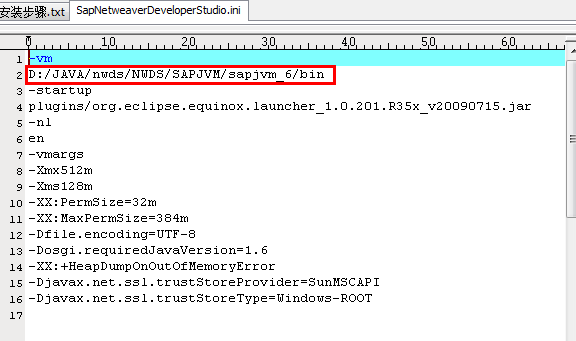 安装步骤.txt SapNetweaverDeveloperStudio.ini
0 10 20 30 40 50 60
1 -vm
2 D:/JAVA/nwds/NWDS/SAPJVM/sapjvm_6/bin
3 -startup
4 plugins/org.eclipse.equinox.launcher_1.0.201.R35x_v20090715.jar
5 -nl
6 en
7 -vmargs
8 -Xmx512m
9 -Xms128m
10 -XX:PermSize=32m
11 -XX:MaxPermSize=384m
12 -Dfile.encoding=UTF-8
13 -Dosgi.requiredJavaVersion=1.6
14 -XX:+HeapDumpOnOutOfMemoryError
15 -Djavax.net.ssl.trustStoreProvider=SunMSCAPI
16 -Djavax.net.ssl.trustStoreType=Windows-ROOT
17